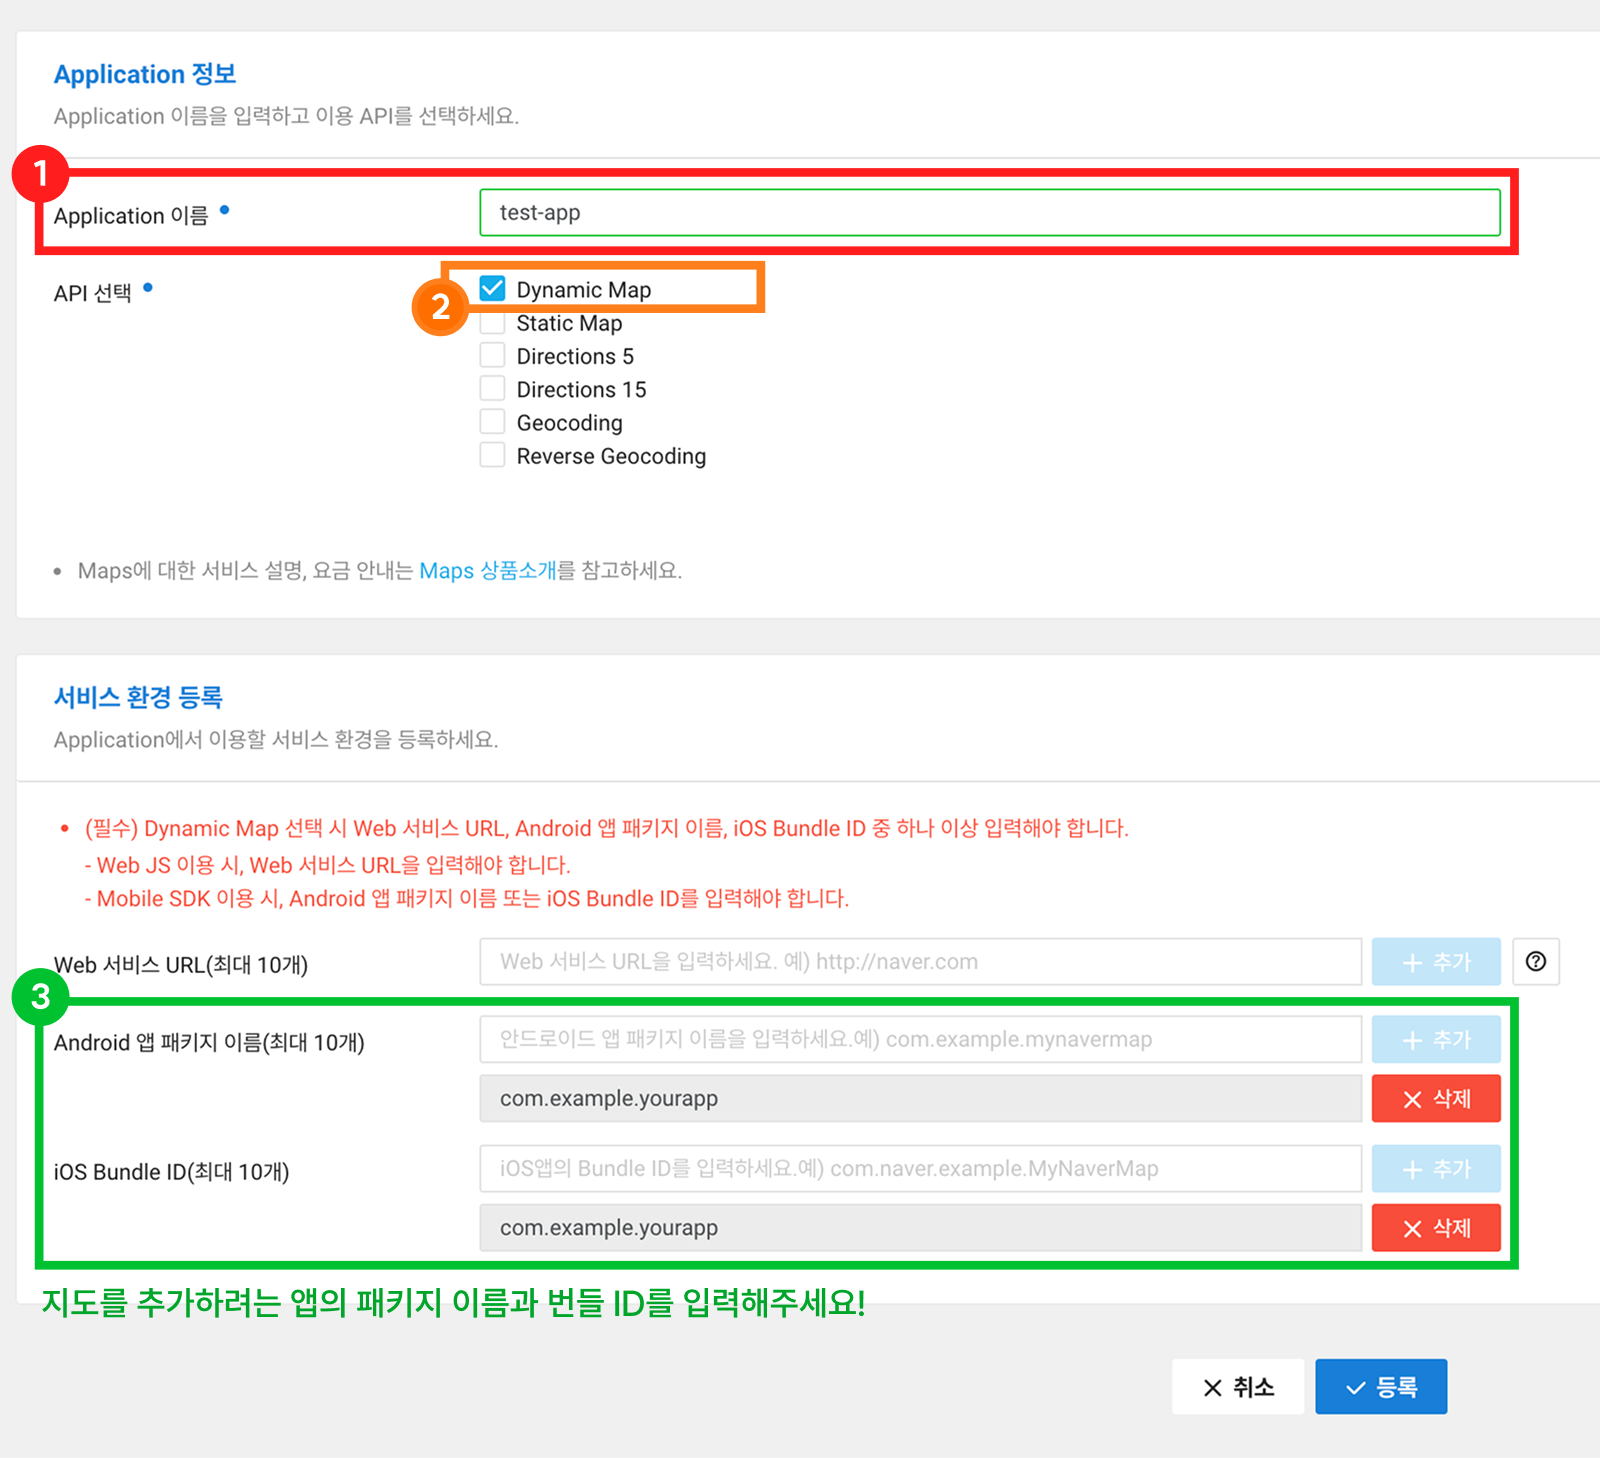 Application 정보
Application 이름을 입력하고 이용 API를 선택하세요.
1
Application 이름
test-app
API 선택
2
Dynamic Map
Static Map
Directions 5
Directions 15
Geocoding
Reverse Geocoding
• Maps에 대한 서비스 설명, 요금 안내는 Maps 상품소개를 참고하세요.
서비스 환경 등록
Application에서 이용할 서비스 환경을 등록하세요.
• (필수) Dynamic Map 선택 시 Web 서비스 URL, Android 앱 패키지 이름, iOS Bundle ID 중 하나 이상 입력해야 합니다.
- Web JS 이용 시, Web 서비스 URL을 입력해야 합니다.
- Mobile SDK 이용 시, Android 앱 패키지 이름 또는 iOS Bundle ID를 입력해야 합니다.
Web 서비스 URL(최대 10개)
Web 서비스 URL을 입력하세요. 예) http://naver.com
+ 추가
?
3
Android 앱 패키지 이름(최대 10개)
안드로이드 앱 패키지 이름을 입력하세요.예) com.example.mynavermap
+ 추가
com.example.yourapp
× 삭제
iOS Bundle ID(최대 10개)
iOS앱의 Bundle ID를 입력하세요.예) com.naver.example.MyNaverMap
+ 추가
com.example.yourapp
× 삭제
지도를 추가하려는 앱의 패키지 이름과 번들 ID를 입력해주세요!
× 취소
✓ 등록